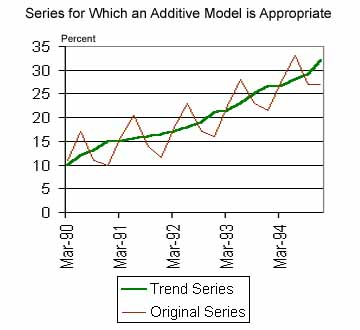 Series for Which an Additive Model is Appropriate
Percent
35
30
25
20
15
10
5
0
Mar-90
Mar-91
Mar-92
Mar-93
Mar-94
Trend Series
Original Series